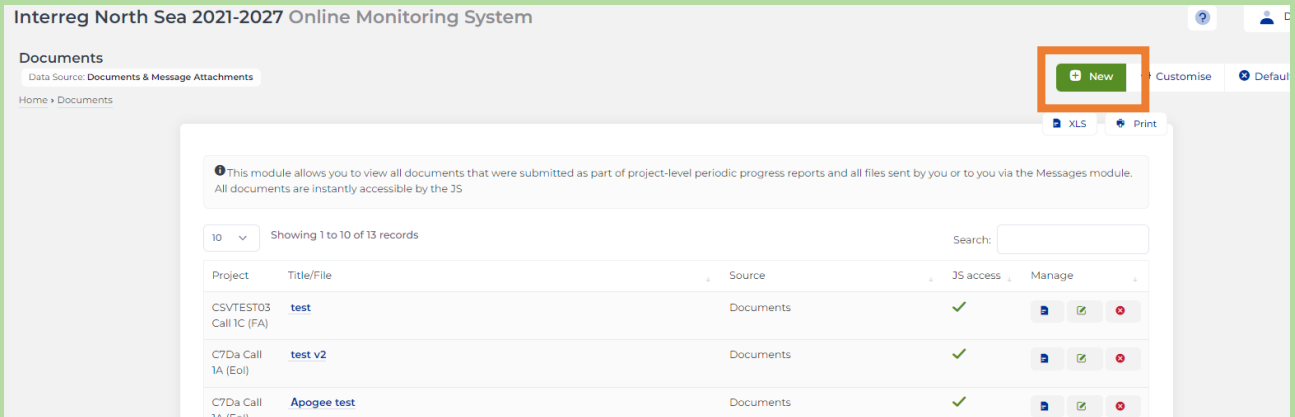 Interreg North Sea 2021-2027 Online Monitoring System
?
Documents
Data Source: Documents & Message Attachments
New
Customise
Home › Documents
XLS
Print
This module allows you to view all documents that were submitted as part of project-level periodic progress reports and all files sent by you or to you via the Messages module.
All documents are instantly accessible by the JS
10
Showing 1 to 10 of 13 records
Search:
Project Title/File Source JS access Manage
CSVTEST03 test Documents
Call 1C (FA)
C7Da Call test v2 Documents
1A (EoI)
C7Da Call Apogee test Documents